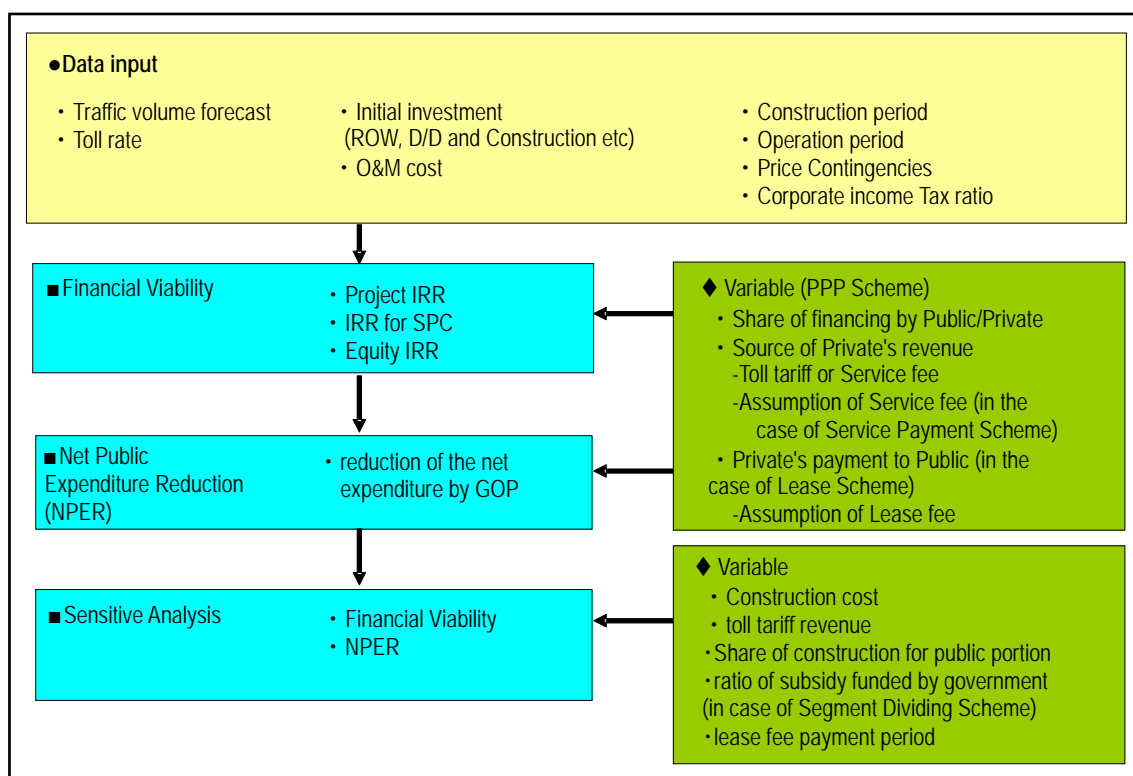 ●Data input
・Traffic volume forecast
・Toll rate
・Initial investment
(ROW, D/D and Construction etc)
・O&M cost
・Construction period
・Operation period
・Price Contingencies
・Corporate income Tax ratio
■Financial Viability
・Project IRR
・IRR for SPC
・Equity IRR
◆ Variable (PPP Scheme)
・Share of financing by Public/Private
・Source of Private's revenue
-Toll tariff or Service fee
-Assumption of Service fee (in the
case of Service Payment Scheme)
・Private's payment to Public (in the
case of Lease Scheme)
-Assumption of Lease fee
■Net Public
Expenditure Reduction
(NPER)
・reduction of the net
expenditure by GOP
■Sensitive Analysis
・Financial Viability
・NPER
◆ Variable
・Construction cost
・toll tariff revenue
・Share of construction for public portion
・ratio of subsidy funded by government
(in case of Segment Dividing Scheme)
・lease fee payment period